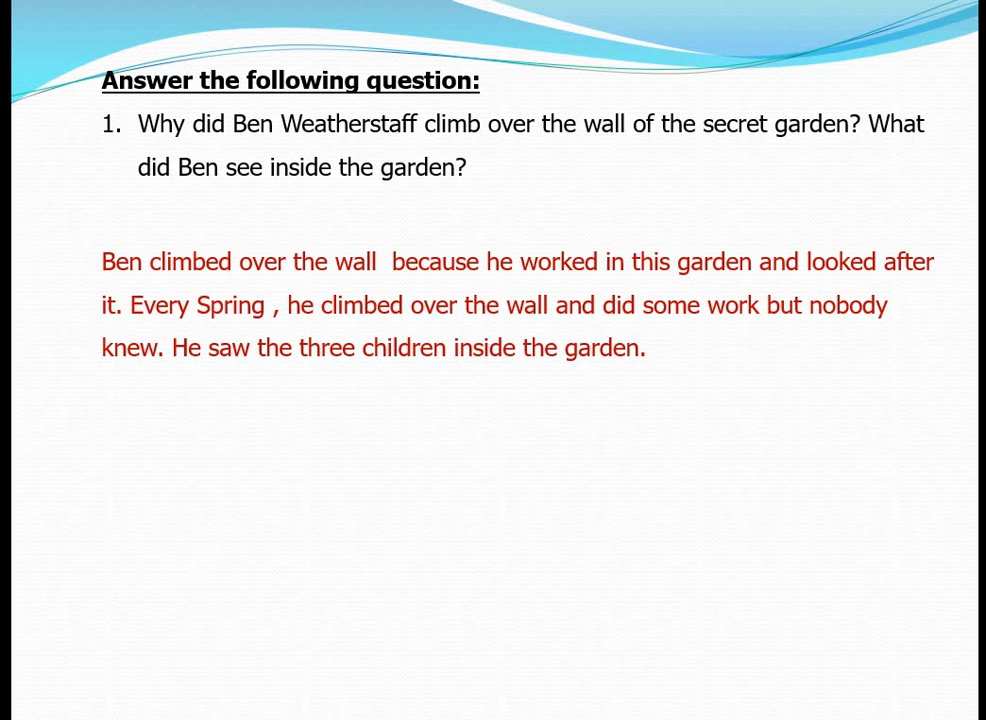 Answer the following question:
1. Why did Ben Weatherstaff climb over the wall of the secret garden? What
did Ben see inside the garden?
Ben climbed over the wall  because he worked in this garden and looked after
it. Every Spring , he climbed over the wall and did some work but nobody
knew. He saw the three children inside the garden.